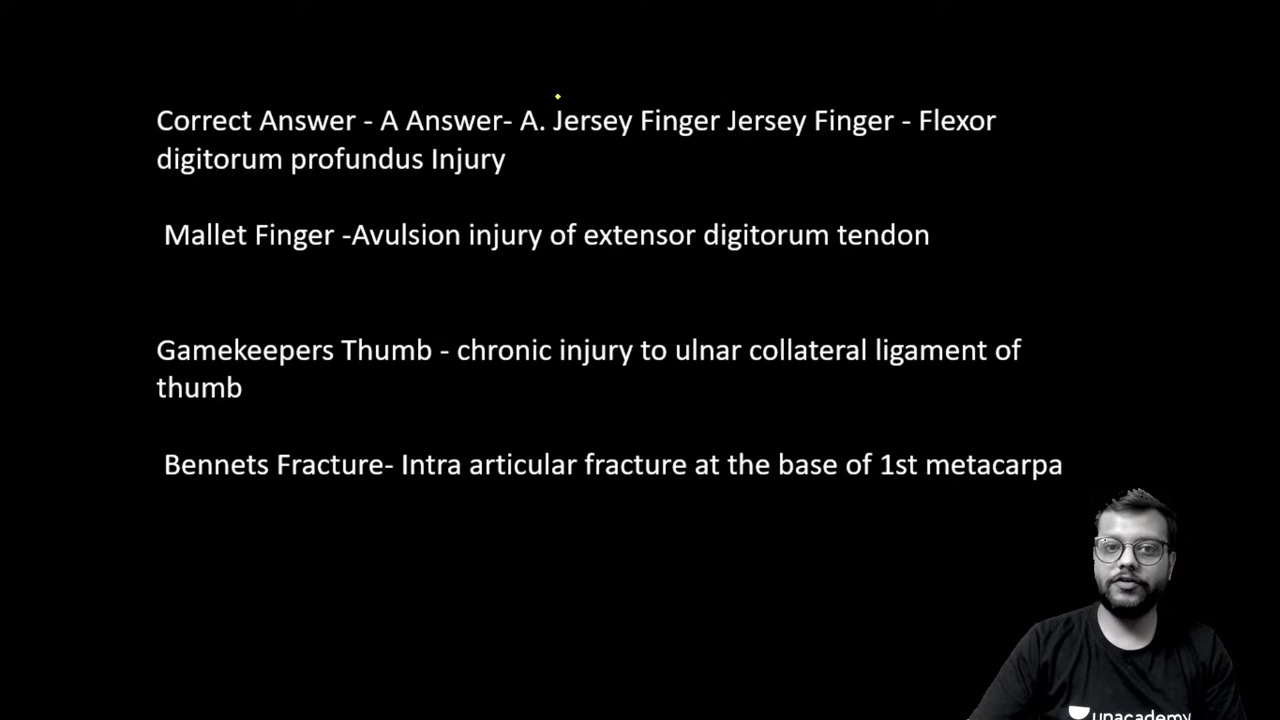 Correct Answer - A Answer- A. Jersey Finger Jersey Finger - Flexor
digitorum profundus Injury
Mallet Finger -Avulsion injury of extensor digitorum tendon
Gamekeepers Thumb - chronic injury to ulnar collateral ligament of
thumb
Bennets Fracture- Intra articular fracture at the base of 1st metacarpa
unacademy